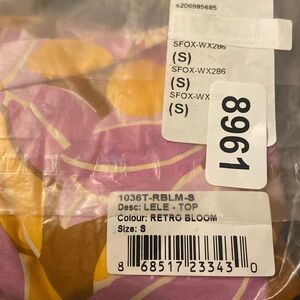 s206985685
SFOX-WX286
(S)
SFOX-WX286
(S)
SFOX-WX
(S)
8961
1036T-RBLM-S
Desc: LELE - TOP
Colour: RETRO BLOOM
Size: S
8 68517 23343 0